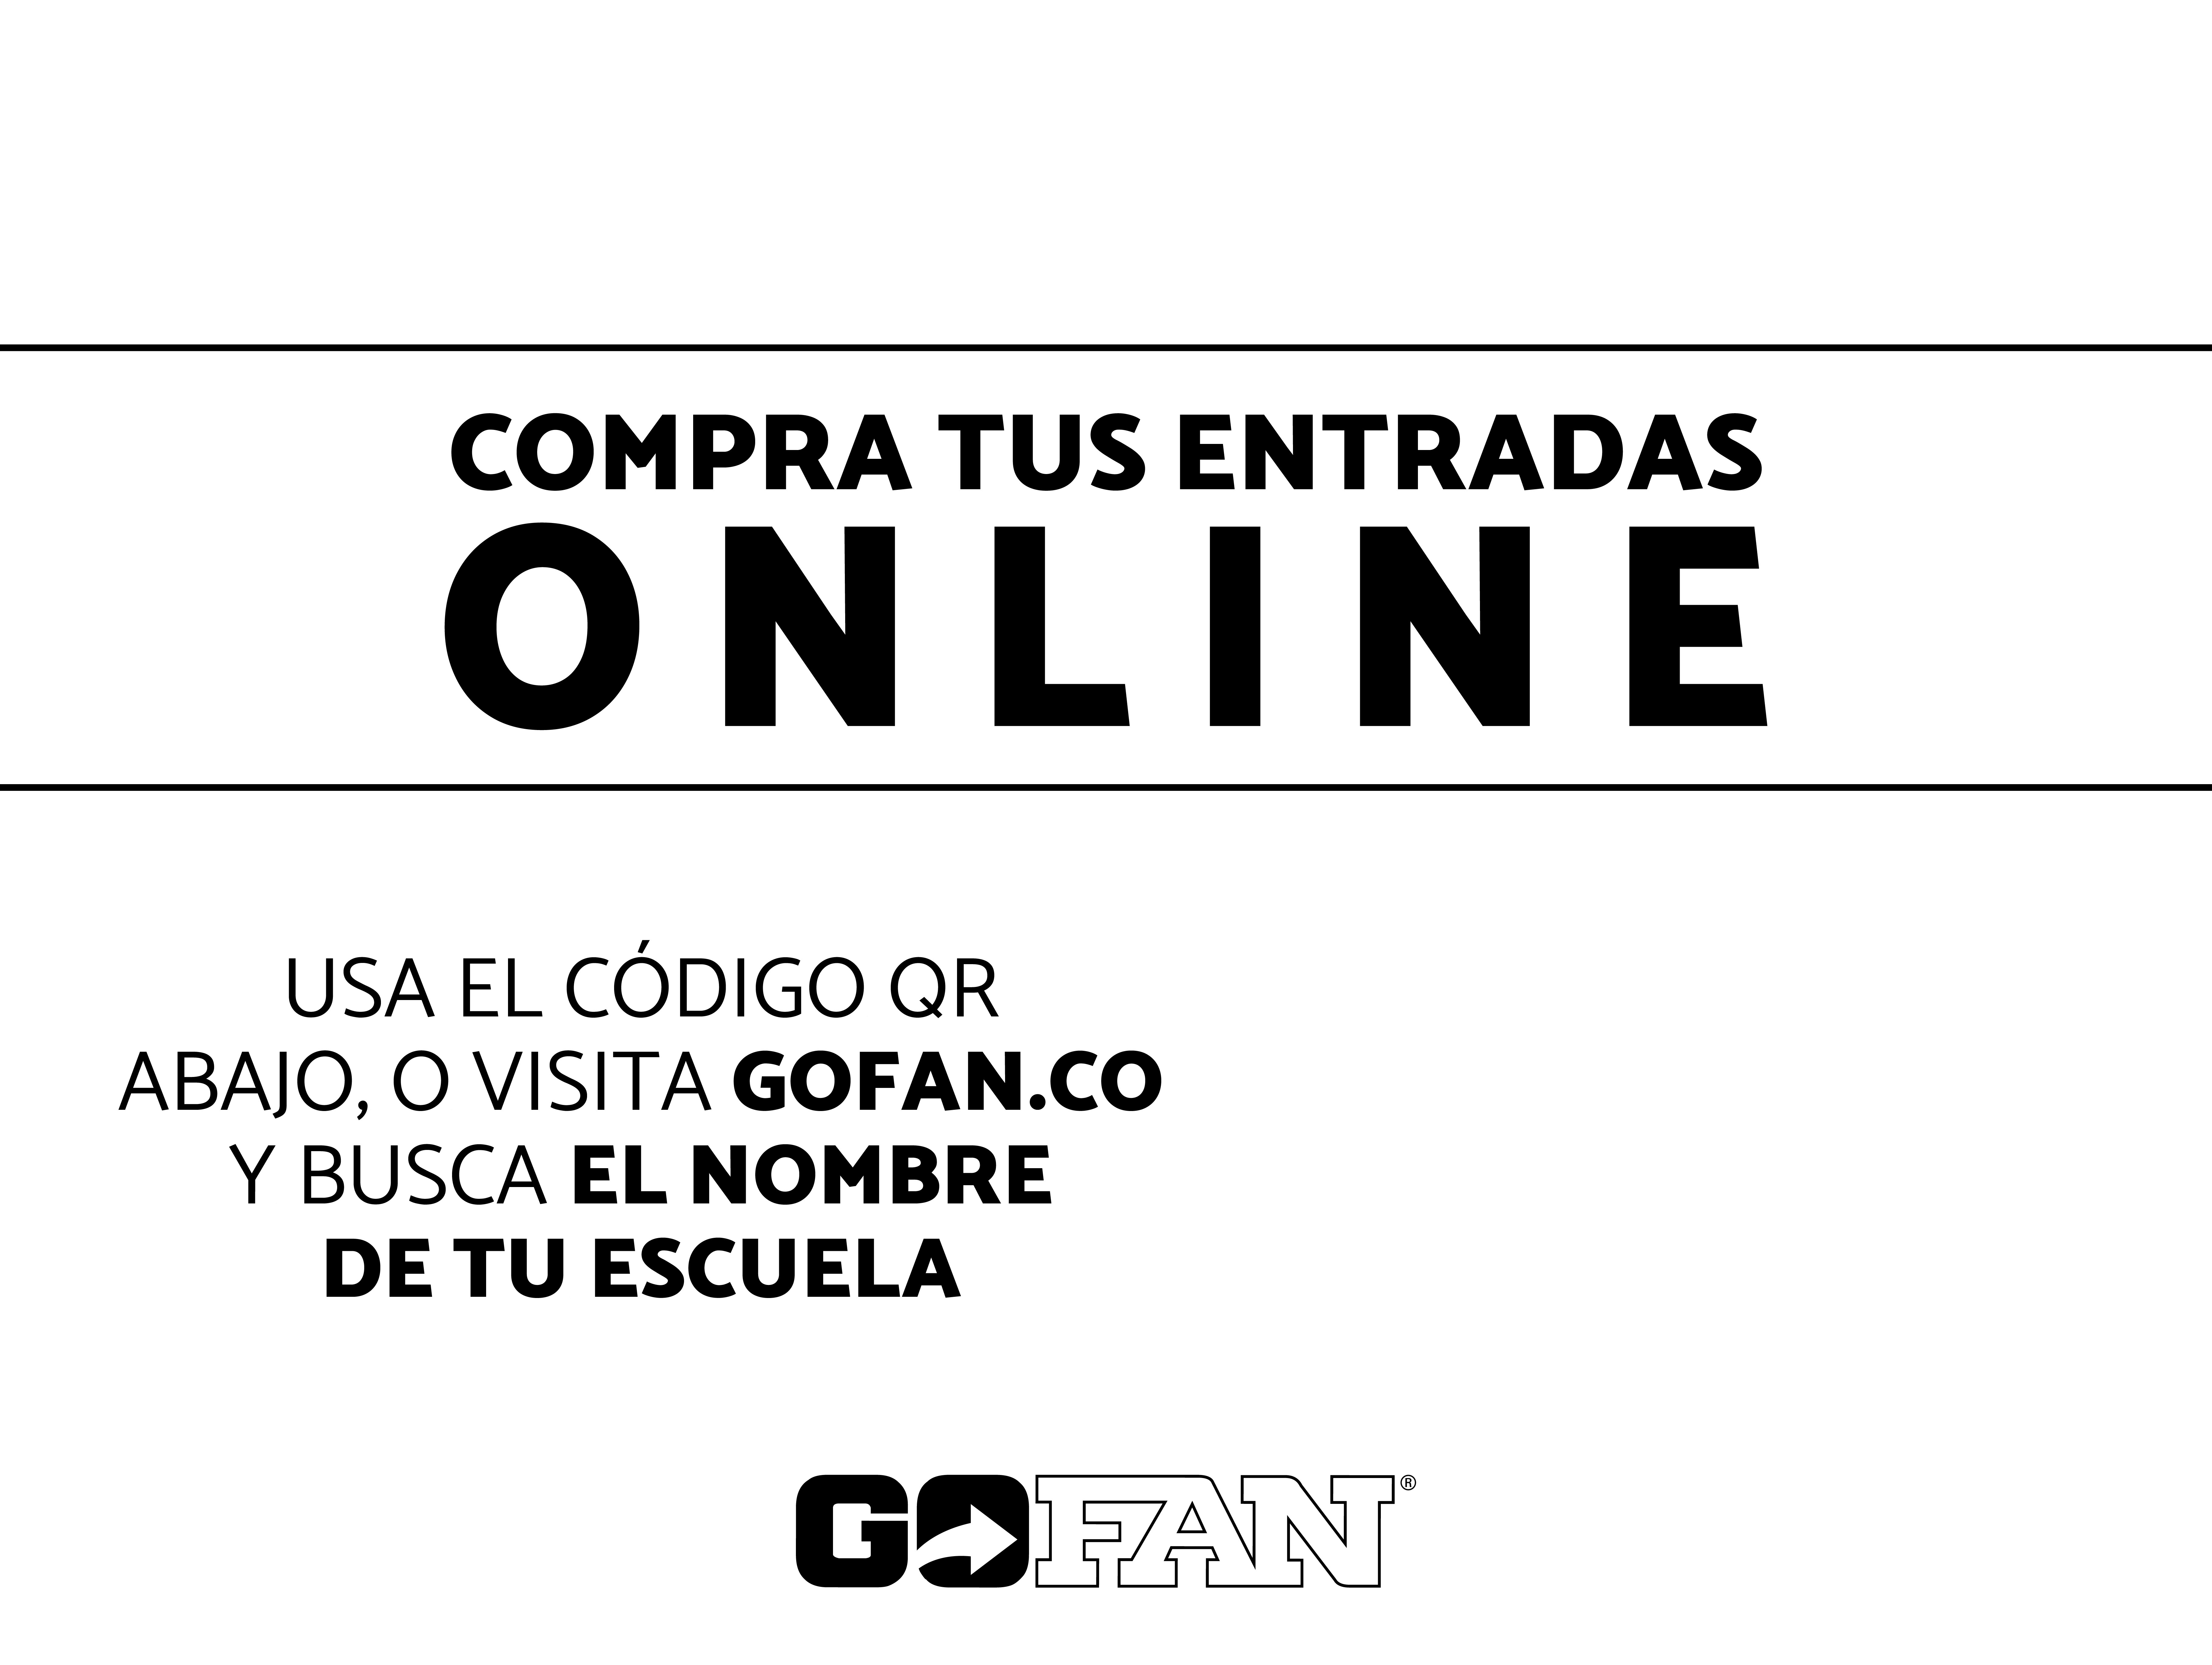 COMPRA TUS ENTRADAS
ONLINE
USA EL CÓDIGO QR
ABAJO, O VISITA GOFAN.CO
Y BUSCA EL NOMBRE
DE TU ESCUELA
GOFAN®